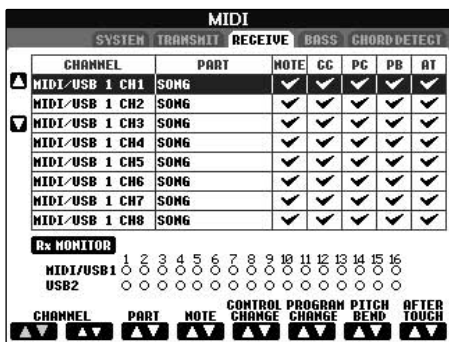 MIDI
SYSTEM TRANSMIT RECEIVE BASS CHORD DETECT
CHANNEL PART NOTE CC PC PB AT
MIDI/USB 1 CH1 SONG
MIDI/USB 1 CH2 SONG
MIDI/USB 1 CH3 SONG
MIDI/USB 1 CH4 SONG
MIDI/USB 1 CH5 SONG
MIDI/USB 1 CH6 SONG
MIDI/USB 1 CH7 SONG
MIDI/USB 1 CH8 SONG
Rx MONITOR
1 2 3 4 5 6 7 8 9 10 11 12 13 14 15 16
MIDI/USB1
USB2
CHANNEL PART NOTE CONTROL CHANGE PROGRAM CHANGE PITCH BEND AFTER TOUCH